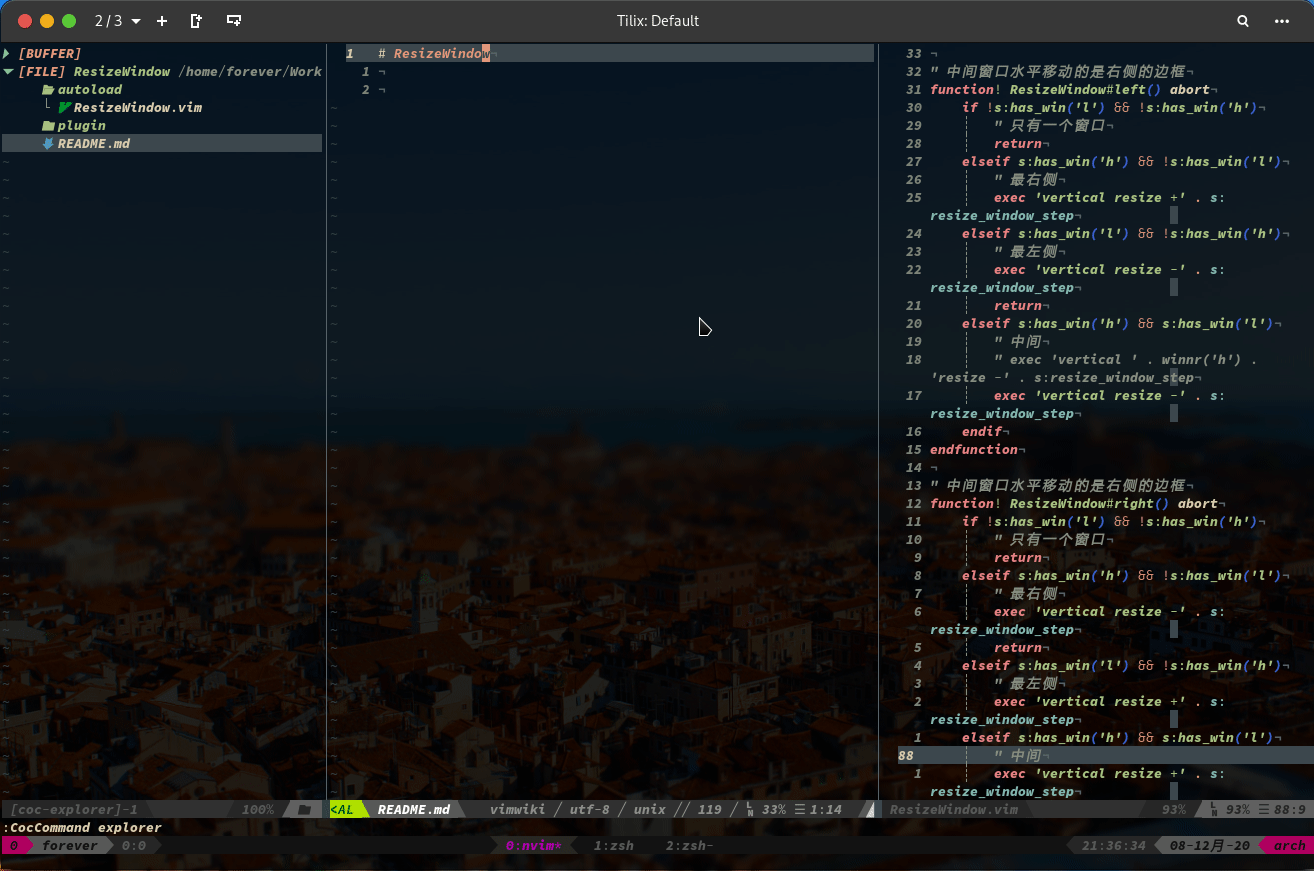 2 / 3
Tilix: Default
[BUFFER]
[FILE] ResizeWindow /home/forever/Work
autoload
└ ResizeWindow.vim
plugin
README.md
1 # ResizeWindow¬
1 ¬
2 ¬
33 ¬
32 " 中间窗口水平移动的是右侧的边框¬
31 function! ResizeWindow#left() abort¬
30 if !s:has_win('l') && !s:has_win('h')¬
29 " 只有一个窗口¬
28 return¬
27 elseif s:has_win('h') && !s:has_win('l')¬
26 " 最右侧¬
25 exec 'vertical resize +' . s:
resize_window_step¬
24 elseif s:has_win('l') && !s:has_win('h')¬
23 " 最左侧¬
22 exec 'vertical resize -' . s:
resize_window_step¬
21 return¬
20 elseif s:has_win('h') && s:has_win('l')¬
19 " 中间¬
18 " exec 'vertical ' . winnr('h') .
'resize -' . s:resize_window_step¬
17 exec 'vertical resize -' . s:
resize_window_step¬
16 endif¬
15 endfunction¬
14 ¬
13 " 中间窗口水平移动的是右侧的边框¬
12 function! ResizeWindow#right() abort¬
11 if !s:has_win('l') && !s:has_win('h')¬
10 " 只有一个窗口¬
9 return¬
8 elseif s:has_win('h') && !s:has_win('l')¬
7 " 最右侧¬
6 exec 'vertical resize -' . s:
resize_window_step¬
5 return¬
4 elseif s:has_win('l') && !s:has_win('h')¬
3 " 最左侧¬
2 exec 'vertical resize +' . s:
resize_window_step¬
1 elseif s:has_win('h') && s:has_win('l')¬
88 " 中间¬
1 exec 'vertical resize +' . s:
resize_window_step¬
[coc-explorer]-1 100%
<AL README.md vimwiki / utf-8 / unix // 119 / 33% ☰ 1:14
ResizeWindow.vim 93% 93% ☰ 88:9
:CocCommand explorer
0 forever 0:0 0:nvim* 1:zsh 2:zsh- 21:36:34 08-12月-20 arch